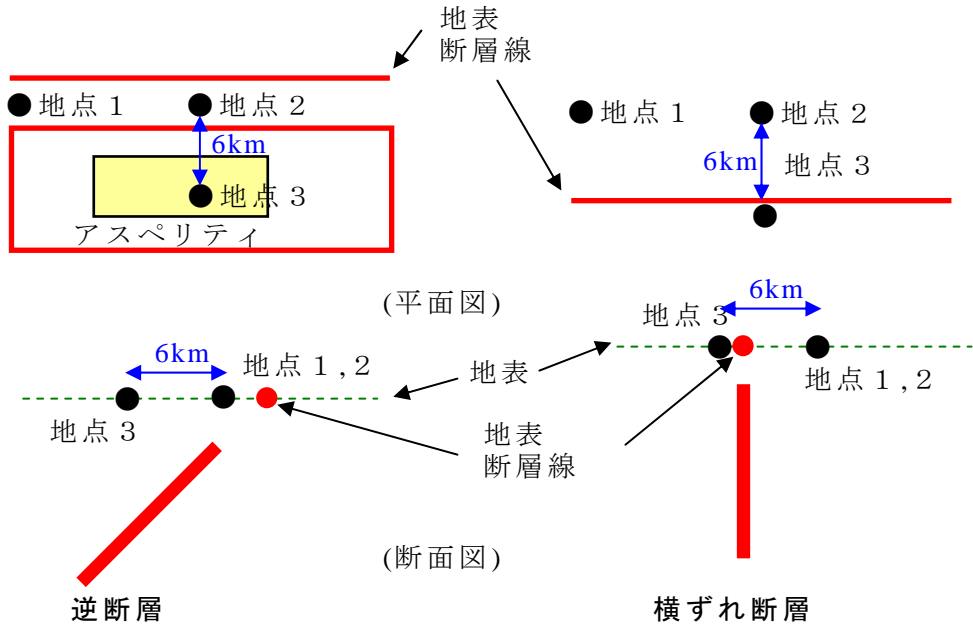 地表
断層線
地点１
地点２
6km
地点３
アスペリティ
地点１
地点２
6km
地点３
(平面図)
6km
地点３
6km
地点１,２
地表
地点１,２
地点３
地表
断層線
(断面図)
逆断層
横ずれ断層